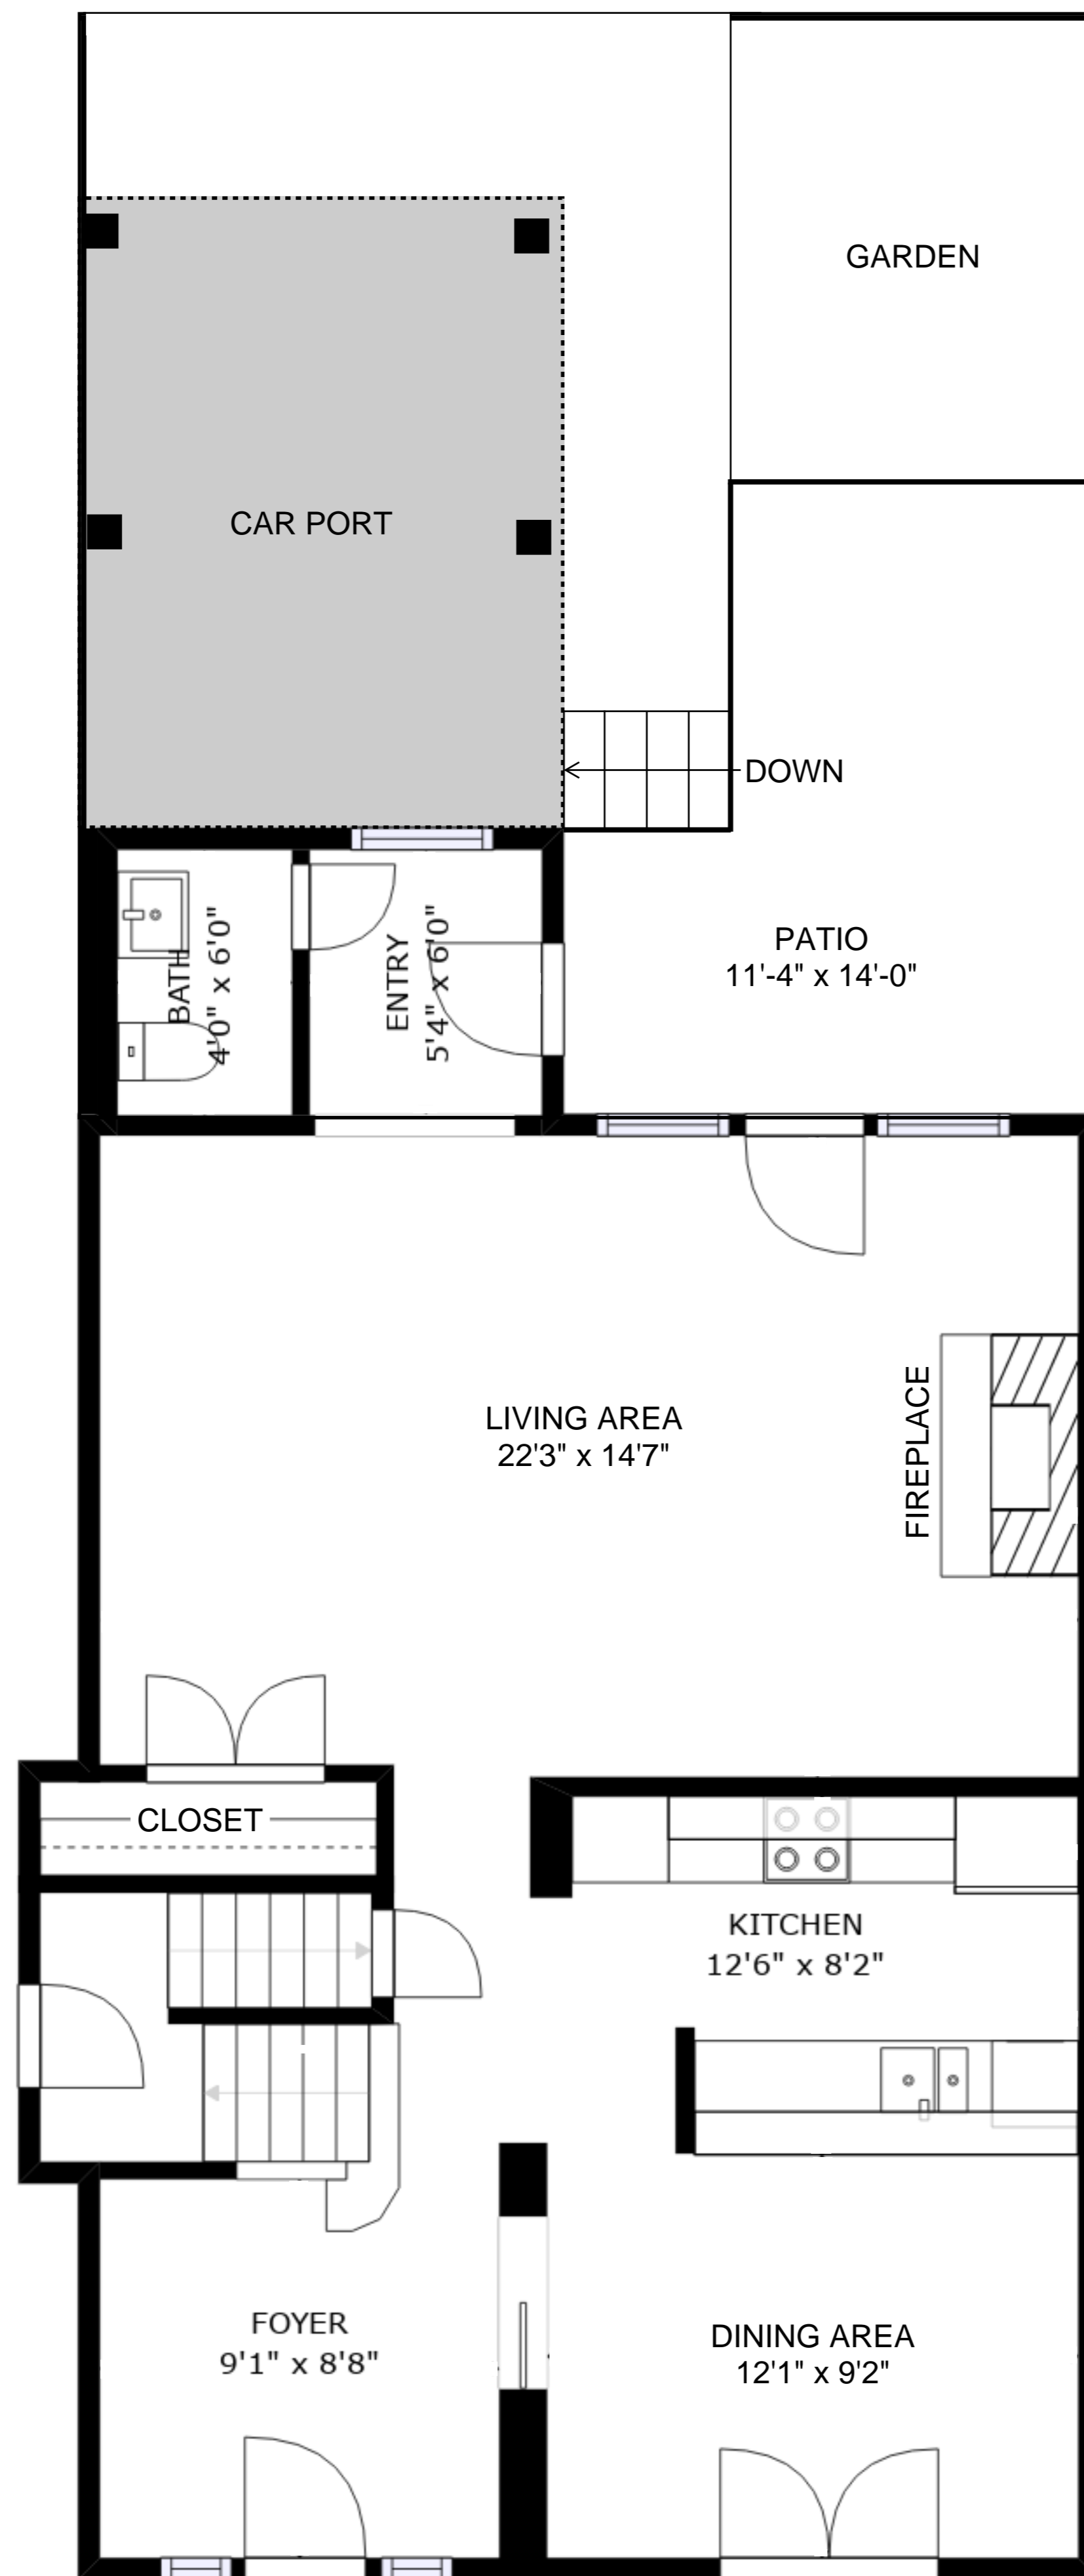 GARDEN
CAR PORT
DOWN
PATIO
11'-4" x 14'-0"
BATH
4'0" x 6'0"
ENTRY
5'4" x 6'0"
LIVING AREA
22'3" x 14'7"
FIREPLACE
CLOSET
KITCHEN
12'6" x 8'2"
FOYER
9'1" x 8'8"
DINING AREA
12'1" x 9'2"